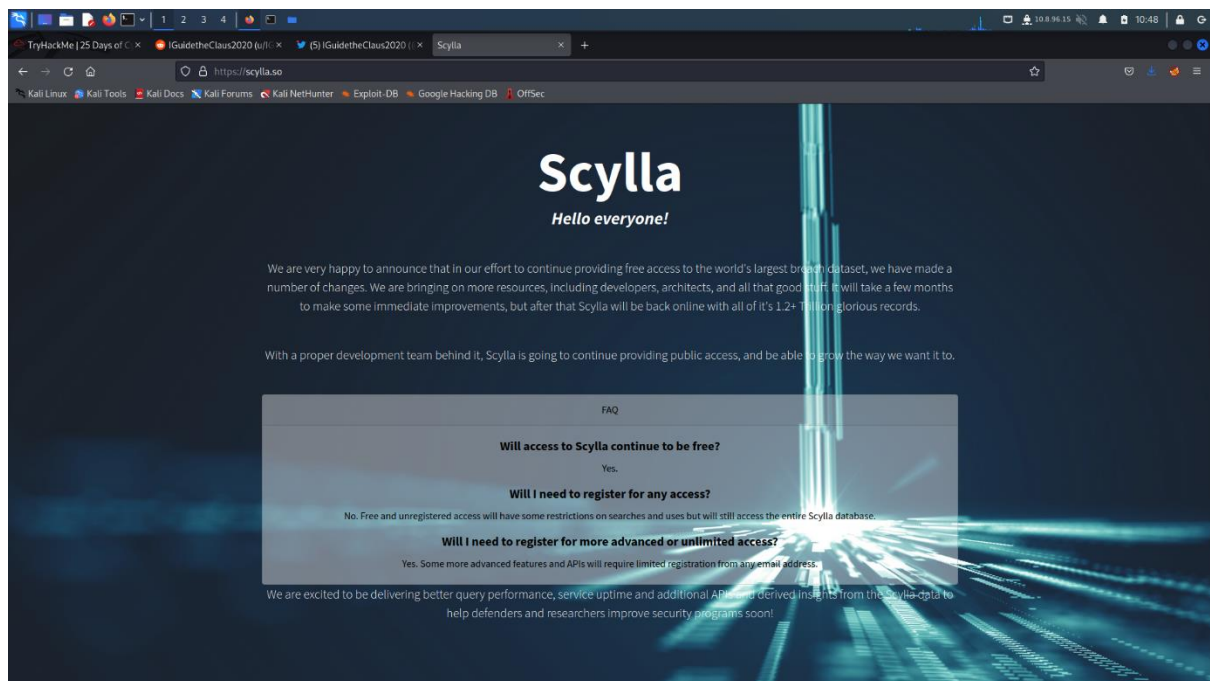 1 2 3 4
10.8.96.15
10:48
TryHackMe | 25 Days of C
IGuidetheClaus2020 (u/IG
(5) IGuidetheClaus2020 (
Scylla
https://scylla.so
Kali Linux Kali Tools Kali Docs Kali Forums Kali NetHunter Exploit-DB Google Hacking DB OffSec
Scylla
Hello everyone!
We are very happy to announce that in our effort to continue providing free access to the world's largest breach dataset, we have made a
number of changes. We are bringing on more resources, including developers, architects, and all that good stuff. It will take a few months
to make some immediate improvements, but after that Scylla will be back online with all of it's 1.2+ Trillion glorious records.
With a proper development team behind it, Scylla is going to continue providing public access, and be able to grow the way we want it to.
FAQ
Will access to Scylla continue to be free?
Yes.
Will I need to register for any access?
No. Free and unregistered access will have some restrictions on searches and uses but will still access the entire Scylla database.
Will I need to register for more advanced or unlimited access?
Yes. Some more advanced features and APIs will require limited registration from any email address.
We are excited to be delivering better query performance, service uptime and additional APIs and derived insights from the Scylla data to
help defenders and researchers improve security programs soon!